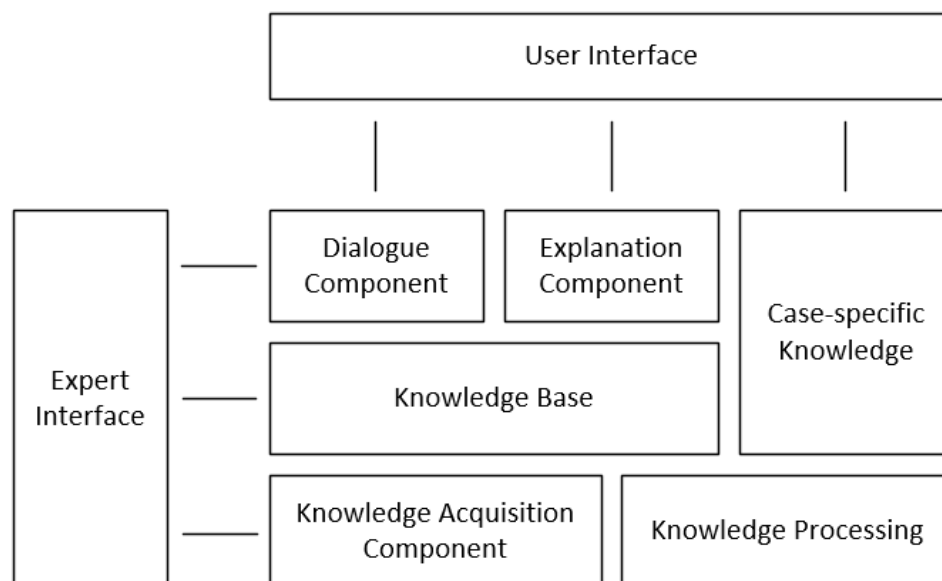 User Interface
Dialogue
Component
Explanation
Component
Case-specific
Knowledge
Expert
Interface
Knowledge Base
Knowledge Acquisition
Component
Knowledge Processing